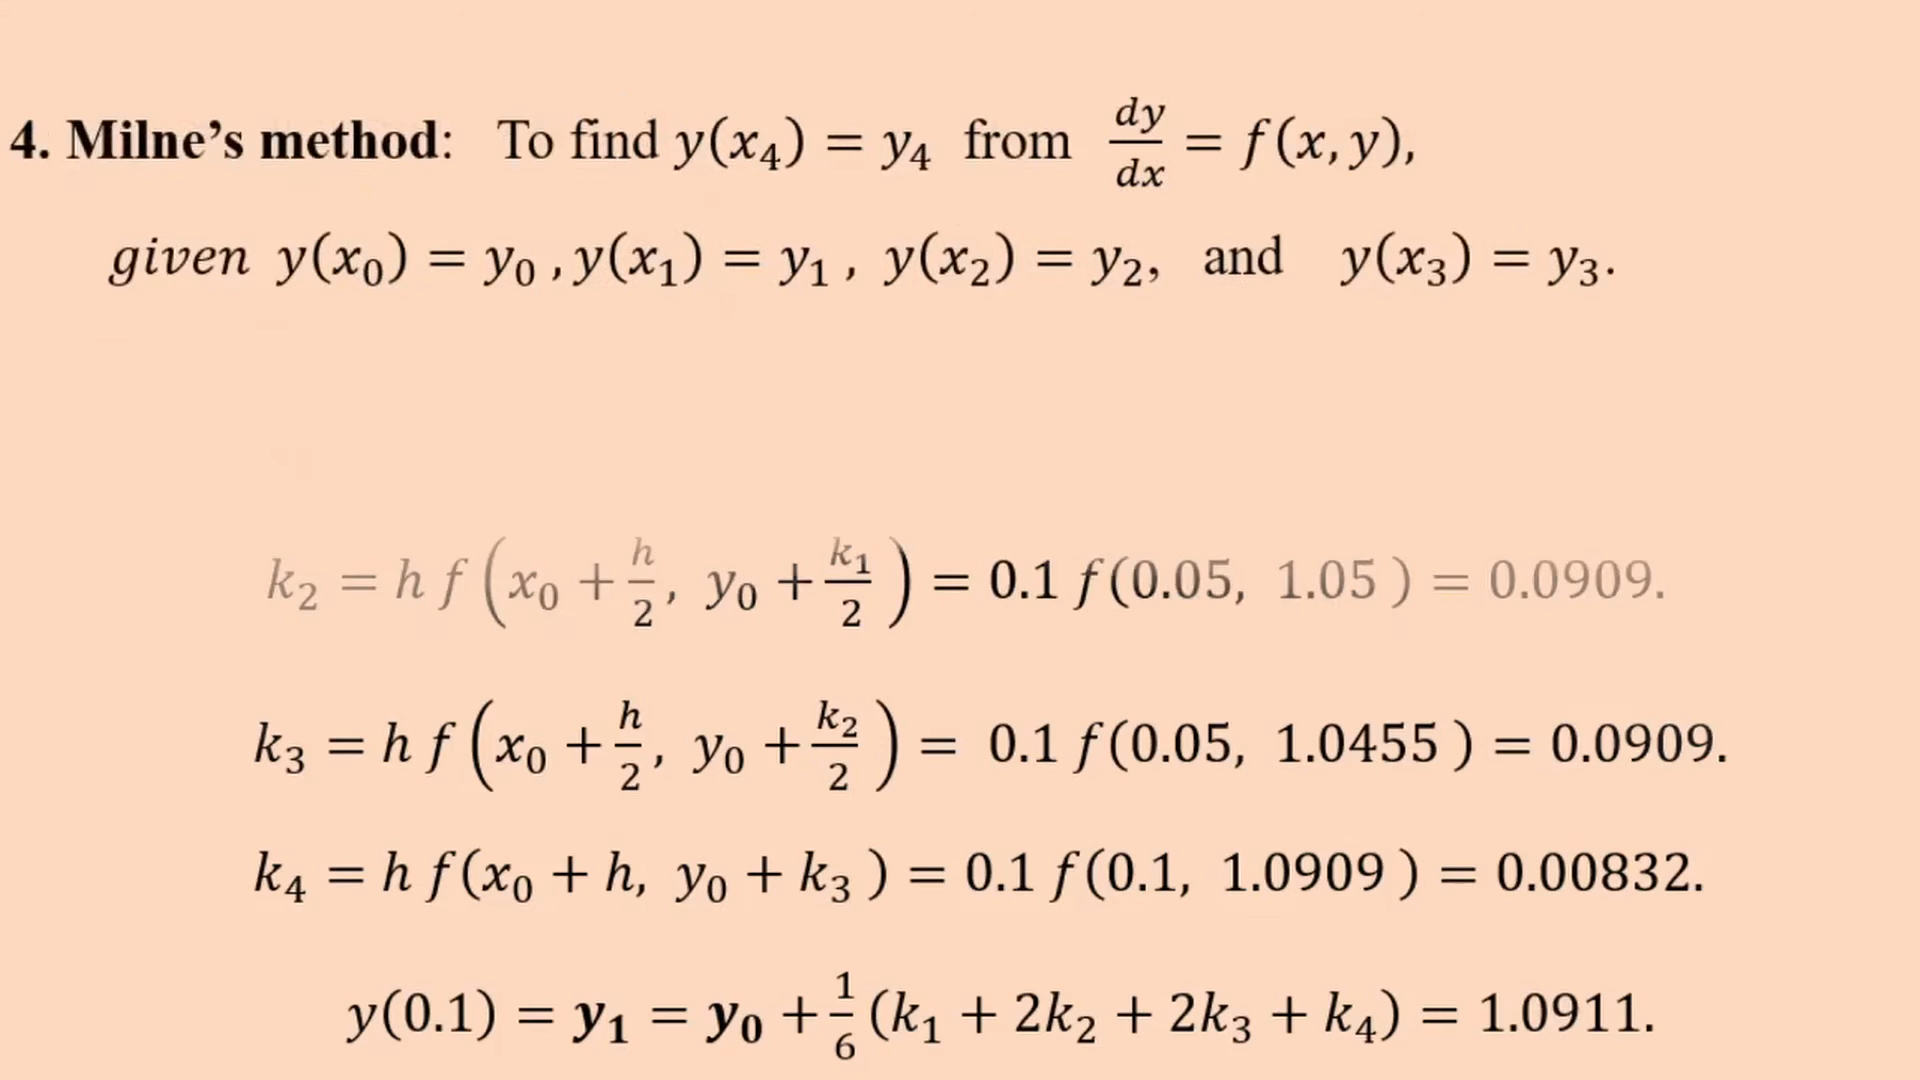 4. Milne’s method: To find y(x₄) = y₄ from dy/dx = f(x, y),
given y(x₀) = y₀ , y(x₁) = y₁ , y(x₂) = y₂, and y(x₃) = y₃.
k₂ = h f (x₀ + h/2, y₀ + k₁/2 ) = 0.1 f(0.05, 1.05 ) = 0.0909.
k₃ = h f (x₀ + h/2, y₀ + k₂/2 ) = 0.1 f(0.05, 1.0455 ) = 0.0909.
k₄ = h f(x₀ + h, y₀ + k₃ ) = 0.1 f(0.1, 1.0909 ) = 0.00832.
y(0.1) = y₁ = y₀ + 1/6 (k₁ + 2k₂ + 2k₃ + k₄) = 1.0911.